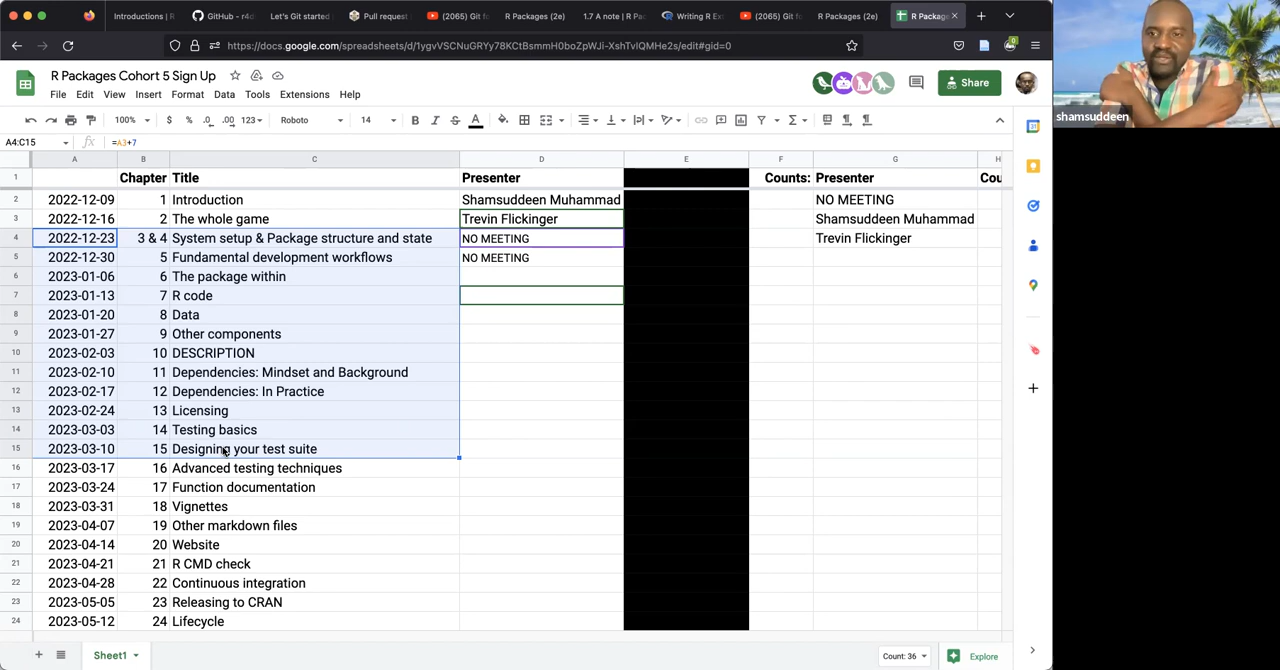 Introductions | R
GitHub - r4d
Let's Git started
Pull request
(2065) Git fo
R Packages (2e)
1.7 A note | R Pac
Writing R Ex
(2065) Git fo
R Packages (2e)
R Packag
https://docs.google.com/spreadsheets/d/1ygvVSCNuGRYy78KCtBsmmH0boZpWJi-XshTvIQMHe2s/edit#gid=0
R Packages Cohort 5 Sign Up
File Edit View Insert Format Data Tools Extensions Help
Share
shamsuddeen
100% $ % .0 .00 123 Roboto 14 B I S A
A4:C15 fx =A3+7
A B C D E F G H
1 Chapter Title Presenter Counts: Presenter Cou
2 2022-12-09 1 Introduction Shamsuddeen Muhammad NO MEETING
3 2022-12-16 2 The whole game Trevin Flickinger Shamsuddeen Muhammad
4 2022-12-23 3 & 4 System setup & Package structure and state NO MEETING Trevin Flickinger
5 2022-12-30 5 Fundamental development workflows NO MEETING
6 2023-01-06 6 The package within
7 2023-01-13 7 R code
8 2023-01-20 8 Data
9 2023-01-27 9 Other components
10 2023-02-03 10 DESCRIPTION
11 2023-02-10 11 Dependencies: Mindset and Background
12 2023-02-17 12 Dependencies: In Practice
13 2023-02-24 13 Licensing
14 2023-03-03 14 Testing basics
15 2023-03-10 15 Designing your test suite
16 2023-03-17 16 Advanced testing techniques
17 2023-03-24 17 Function documentation
18 2023-03-31 18 Vignettes
19 2023-04-07 19 Other markdown files
20 2023-04-14 20 Website
21 2023-04-21 21 R CMD check
22 2023-04-28 22 Continuous integration
23 2023-05-05 23 Releasing to CRAN
24 2023-05-12 24 Lifecycle
Sheet1 Count: 36 Explore